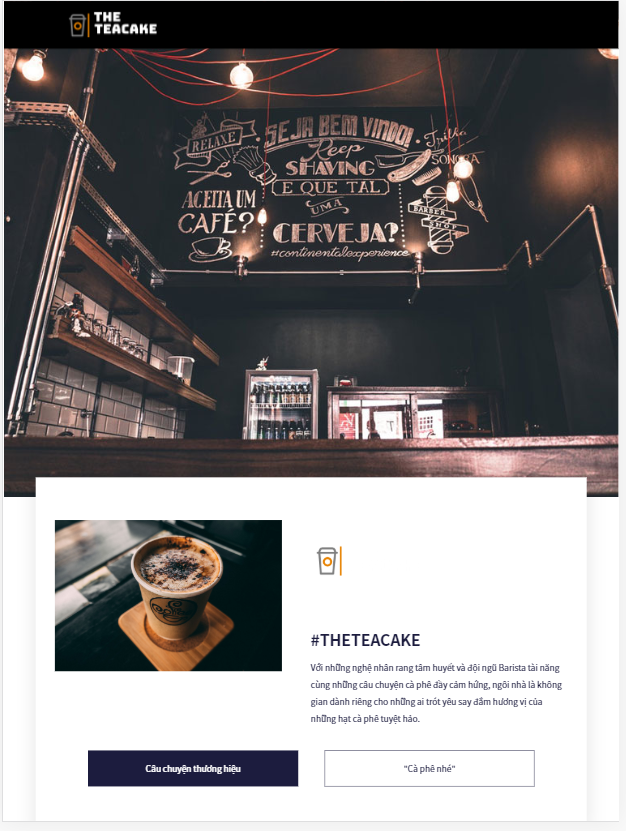 THE
TEACAKE
RELAXE
SEJA BEM VINDO!
Trilha
SONORA
Keep
SHAVING
E QUE TAL
ACEITA UM
UMA
CAFÉ?
CERVEJA?
BARBER
SHOP
#continentalexperience
#THETEACAKE
Với những nghệ nhân rang tâm huyết và đội ngũ Barista tài năng
cùng những câu chuyện cà phê đầy cảm hứng, ngôi nhà là không
gian dành riêng cho những ai trót yêu say đắm hương vị của
những hạt cà phê tuyệt hảo.
Câu chuyện thương hiệu
"Cà phê nhé"